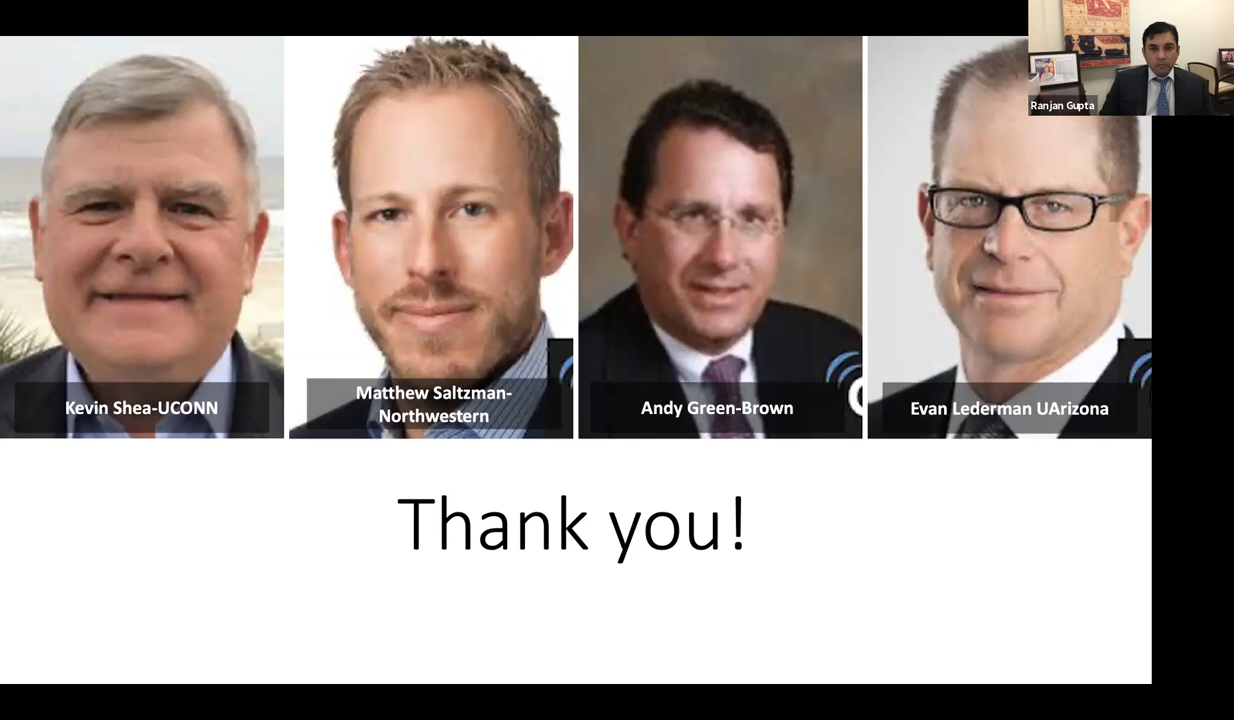 Ranjan Gupta
Kevin Shea-UCONN
Matthew Saltzman-
Northwestern
Andy Green-Brown
Evan Lederman UArizona
Thank you!